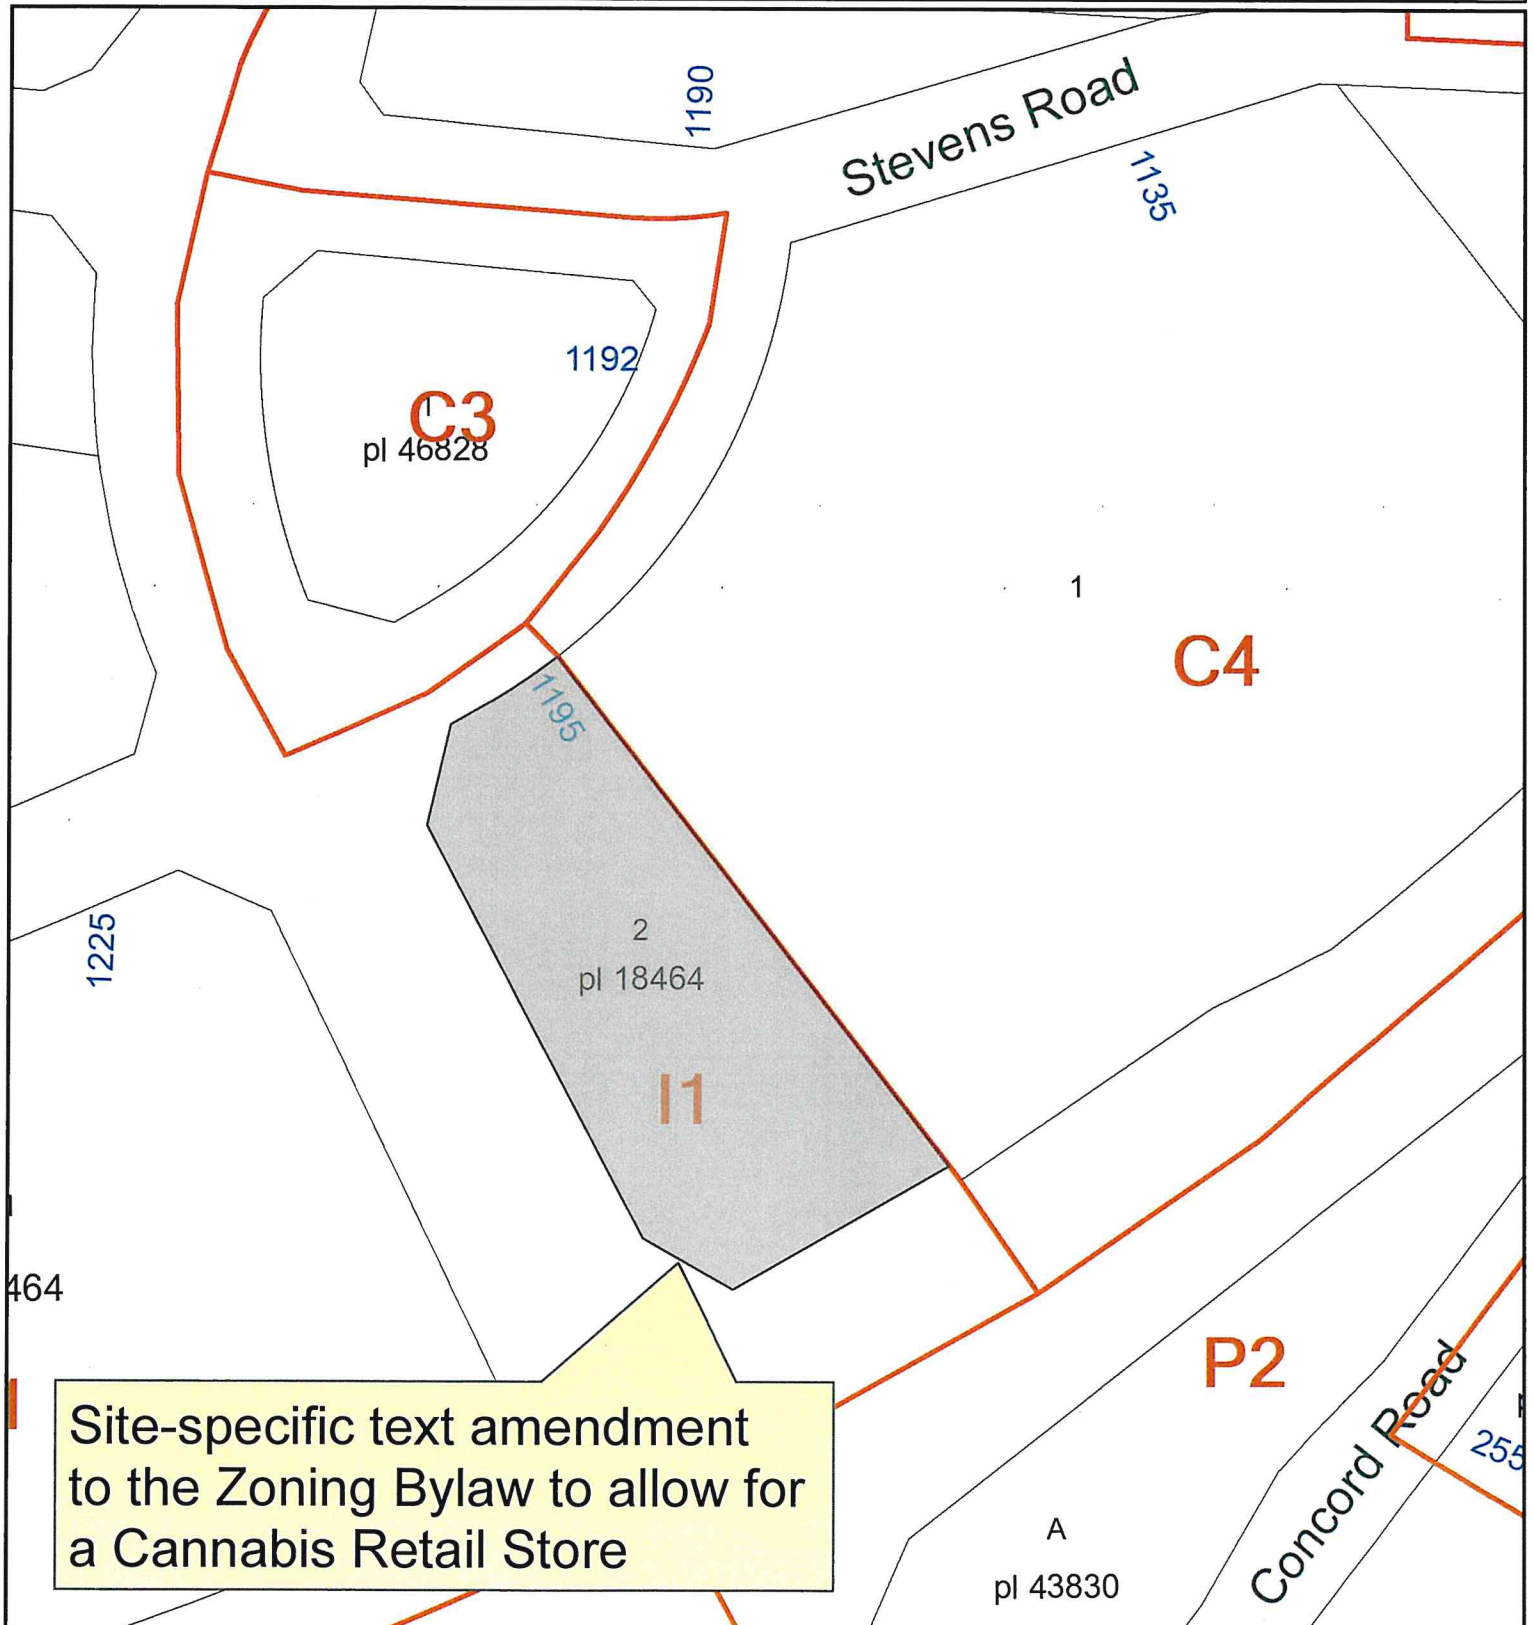 1190
Stevens Road
1135
1192
1
C3
pl 46828
1
C4
1195
2
pl 18464
1225
I1
464
P2
Site-specific text amendment
to the Zoning Bylaw to allow for
a Cannabis Retail Store
Concord Road
255
A
pl 43830